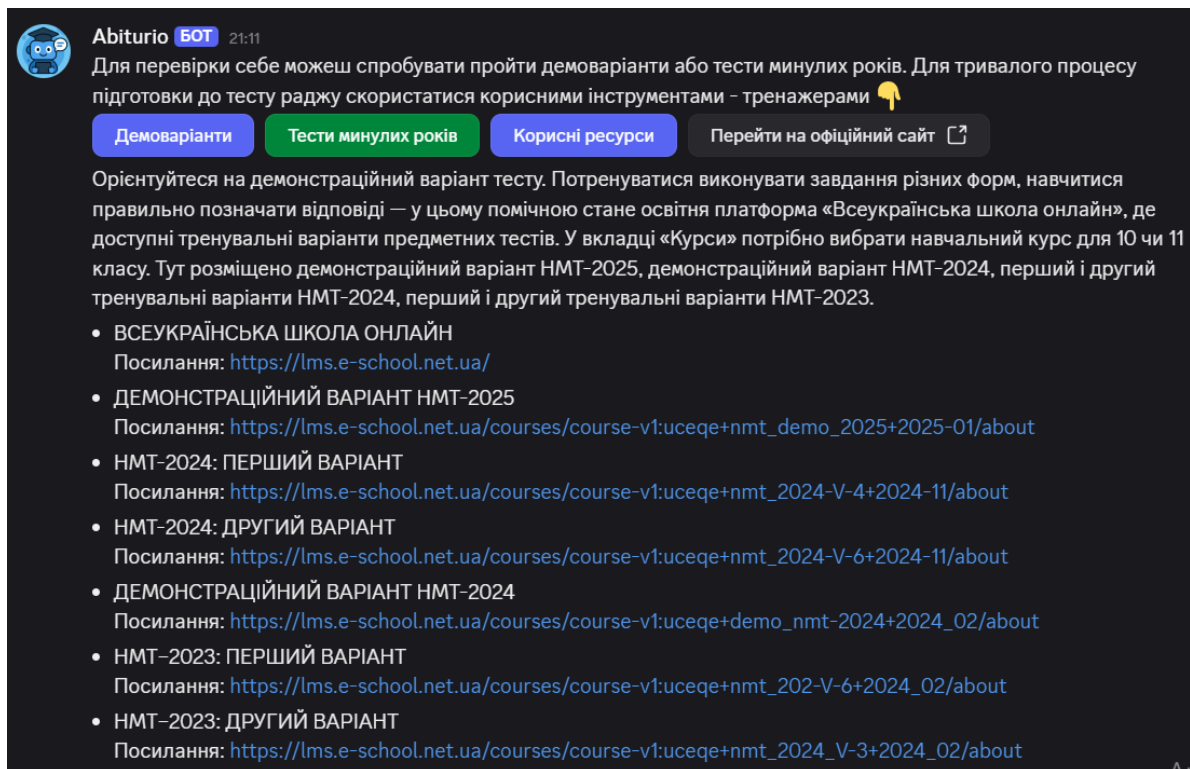 Abiturio БОТ 21:11
Для перевірки себе можеш спробувати пройти демоваріанти або тести минулих років. Для тривалого процесу
підготовки до тесту раджу скористатися корисними інструментами - тренажерами 👇
Демоваріанти Тести минулих років Корисні ресурси Перейти на офіційний сайт
Орієнтуйтеся на демонстраційний варіант тесту. Потренуватися виконувати завдання різних форм, навчитися
правильно позначати відповіді — у цьому помічною стане освітня платформа «Всеукраїнська школа онлайн», де
доступні тренувальні варіанти предметних тестів. У вкладці «Курси» потрібно вибрати навчальний курс для 10 чи 11
класу. Тут розміщено демонстраційний варіант НМТ-2025, демонстраційний варіант НМТ-2024, перший і другий
тренувальні варіанти НМТ-2024, перший і другий тренувальні варіанти НМТ-2023.
• ВСЕУКРАЇНСЬКА ШКОЛА ОНЛАЙН
Посилання: https://lms.e-school.net.ua/
• ДЕМОНСТРАЦІЙНИЙ ВАРІАНТ НМТ-2025
Посилання: https://lms.e-school.net.ua/courses/course-v1:uceqe+nmt_demo_2025+2025-01/about
• НМТ-2024: ПЕРШИЙ ВАРІАНТ
Посилання: https://lms.e-school.net.ua/courses/course-v1:uceqe+nmt_2024-V-4+2024-11/about
• НМТ-2024: ДРУГИЙ ВАРІАНТ
Посилання: https://lms.e-school.net.ua/courses/course-v1:uceqe+nmt_2024-V-6+2024-11/about
• ДЕМОНСТРАЦІЙНИЙ ВАРІАНТ НМТ-2024
Посилання: https://lms.e-school.net.ua/courses/course-v1:uceqe+demo_nmt-2024+2024_02/about
• НМТ–2023: ПЕРШИЙ ВАРІАНТ
Посилання: https://lms.e-school.net.ua/courses/course-v1:uceqe+nmt_202-V-6+2024_02/about
• НМТ–2023: ДРУГИЙ ВАРІАНТ
Посилання: https://lms.e-school.net.ua/courses/course-v1:uceqe+nmt_2024_V-3+2024_02/about